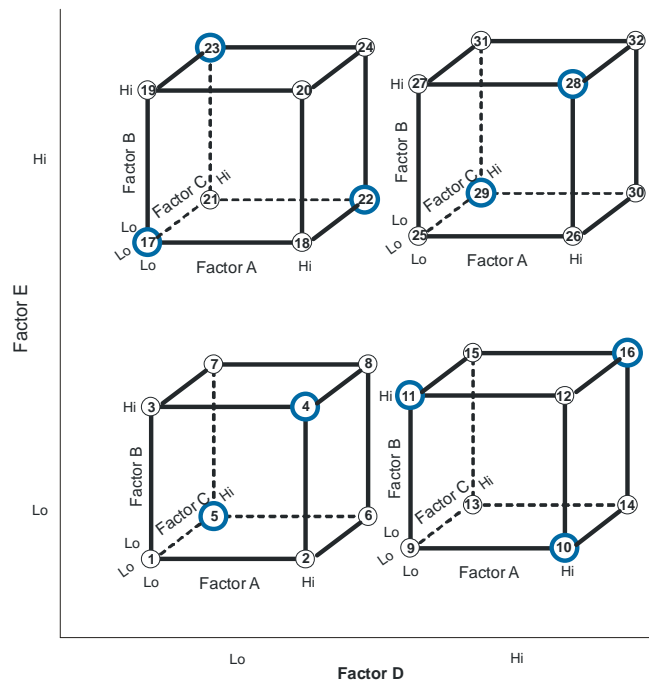 23
24
Hi
19
20
Factor B
Factor C
Hi
21
22
Lo
17
18
Lo
Lo
Factor A
Hi
31
32
27
Hi
28
Factor B
Factor C
Hi
29
30
Lo
25
26
Lo
Lo
Factor A
Hi
Hi
Factor E
Lo
7
8
Hi
3
4
Factor B
Factor C
Hi
5
6
Lo
1
2
Lo
Lo
Factor A
Hi
15
16
Hi
11
12
Factor B
Factor C
Hi
13
14
Lo
9
10
Lo
Lo
Factor A
Hi
Lo
Hi
Factor D